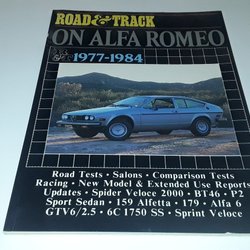 ROAD & TRACK
ON ALFA ROMEO
1977-1984
Road Tests · Salons · Comparison Tests
Racing · New Model & Extended Use Reports
Updates · Spider Veloce 2000 · BT46 · P2
Sport Sedan · 159 Alfetta · 179 · Alfa 6
GTV6/2.5 · 6C 1750 SS · Sprint Veloce